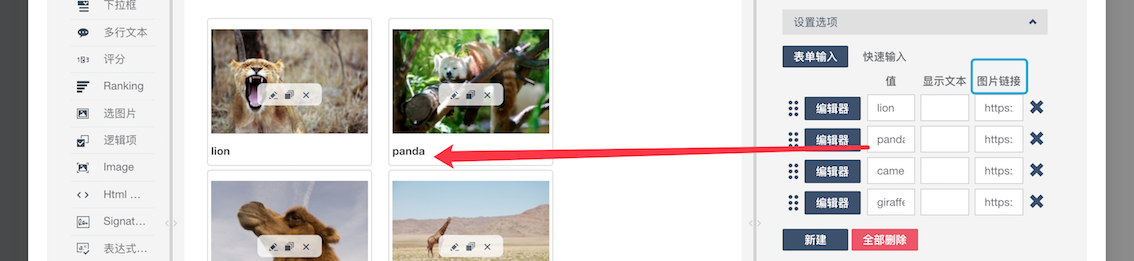 下拉框
多行文本
评分
Ranking
选图片
逻辑项
Image
Html ...
Signat...
表达式...
lion
panda
设置选项
表单输入 快速输入
值 显示文本 图片链接
编辑器 lion https:
编辑器 panda https:
编辑器 came https:
编辑器 giraffe https:
新建 全部删除